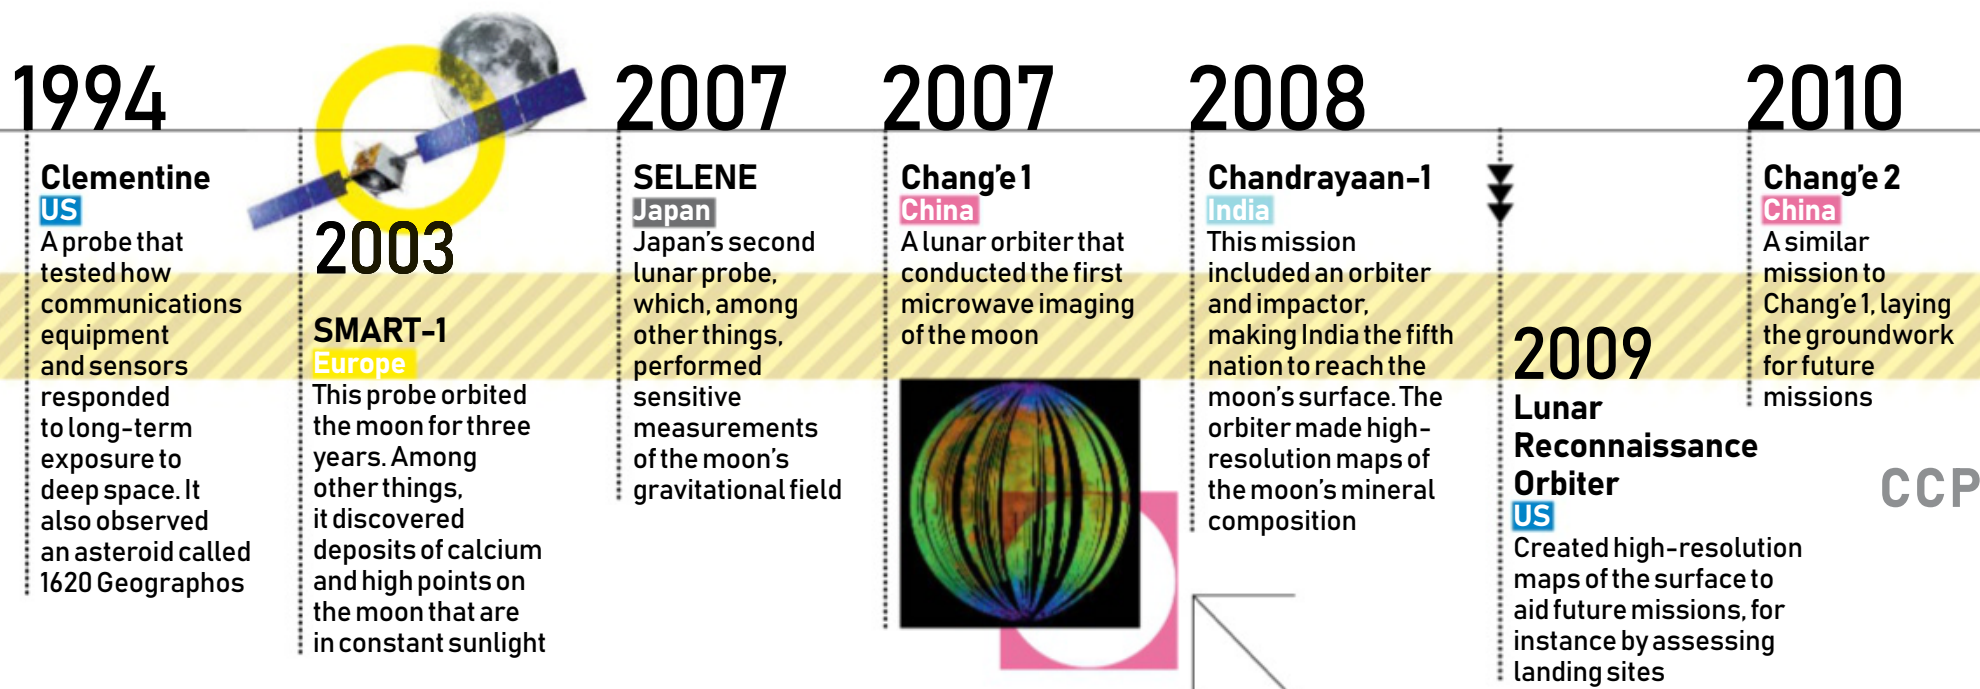 1994
Clementine
US
A probe that
tested how
communications
equipment
and sensors
responded
to long-term
exposure to
deep space. It
also observed
an asteroid called
1620 Geographos
2003
SMART-1
Europe
This probe orbited
the moon for three
years. Among
other things,
it discovered
deposits of calcium
and high points on
the moon that are
in constant sunlight
2007
SELENE
Japan
Japan's second
lunar probe,
which, among
other things,
performed
sensitive
measurements
of the moon's
gravitational field
2007
Chang'e 1
China
A lunar orbiter that
conducted the first
microwave imaging
of the moon
2008
Chandrayaan-1
India
This mission
included an orbiter
and impactor,
making India the fifth
nation to reach the
moon's surface. The
orbiter made high-
resolution maps of
the moon's mineral
composition
2009
Lunar
Reconnaissance
Orbiter
US
Created high-resolution
maps of the surface to
aid future missions, for
instance by assessing
landing sites
2010
Chang'e 2
China
A similar
mission to
Chang'e 1, laying
the groundwork
for future
missions
CCP